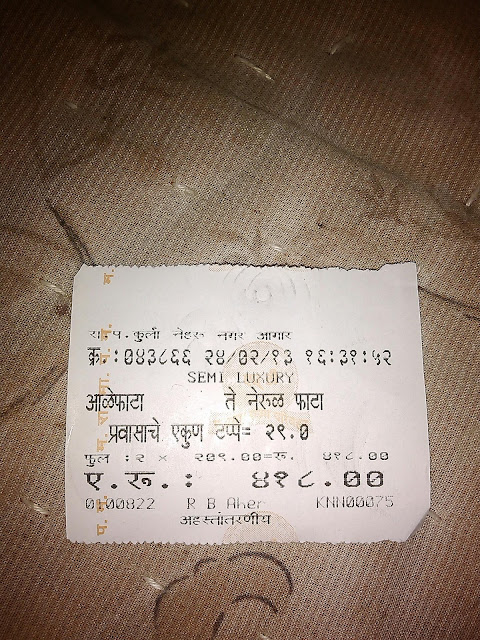 रा.प.कुर्ला नेहरू नगर आगार
क्र.:०४३८६६ २४/०२/१३ १६:३१:५२
SEMI LUXURY
आळेफाटा ते नेरुळ फाटा
प्रवासाचे एकुण टप्पे= २९.०
फुल :२ x २०९.००=रु. ४१८.००
ए.रू.: ४१८.००
R B Aher KNN00075
अहस्तांतरणीय